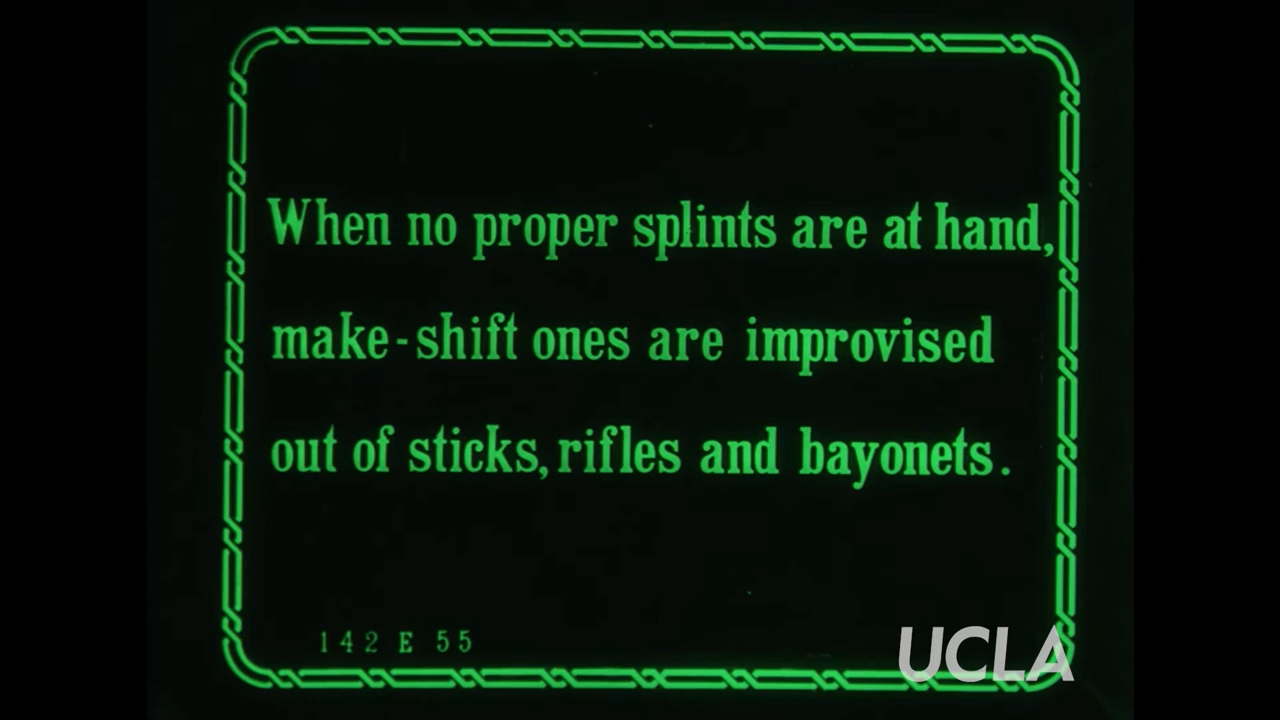 When no proper splints are at hand,
make-shift ones are improvised
out of sticks, rifles and bayonets.
142 E 55
UCLA